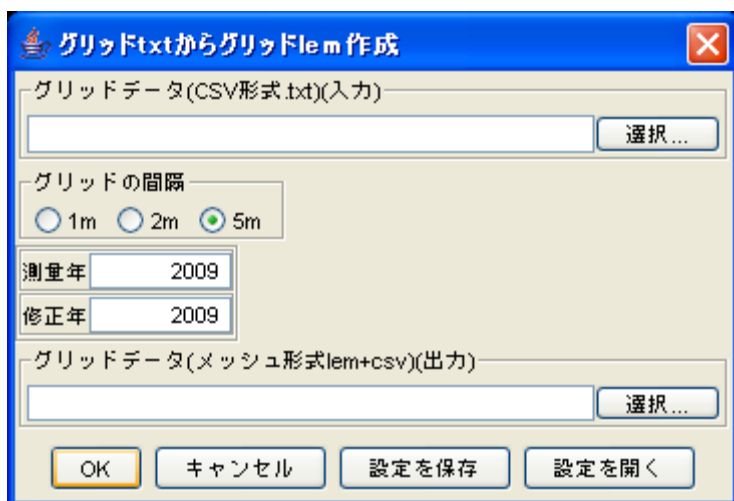 グリッドtxtからグリッドlem作成
グリッドデータ(CSV形式.txt)(入力)
選択...
グリッドの間隔
1m 2m 5m
測量年 2009
修正年 2009
グリッドデータ(メッシュ形式lem+csv)(出力)
選択...
OK キャンセル 設定を保存 設定を開く